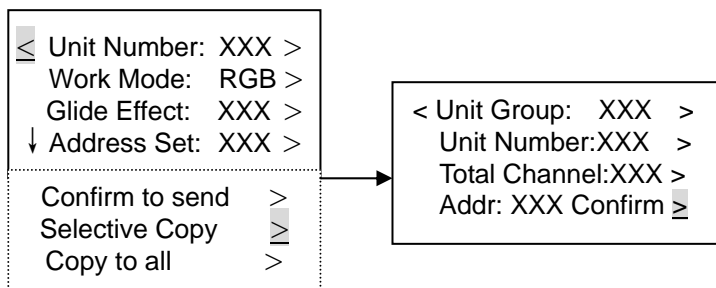 < Unit Number: XXX >
Work Mode: RGB >
Glide Effect: XXX >
↓ Address Set: XXX >
Confirm to send >
Selective Copy >
Copy to all >
< Unit Group: XXX >
Unit Number:XXX >
Total Channel:XXX >
Addr: XXX Confirm >